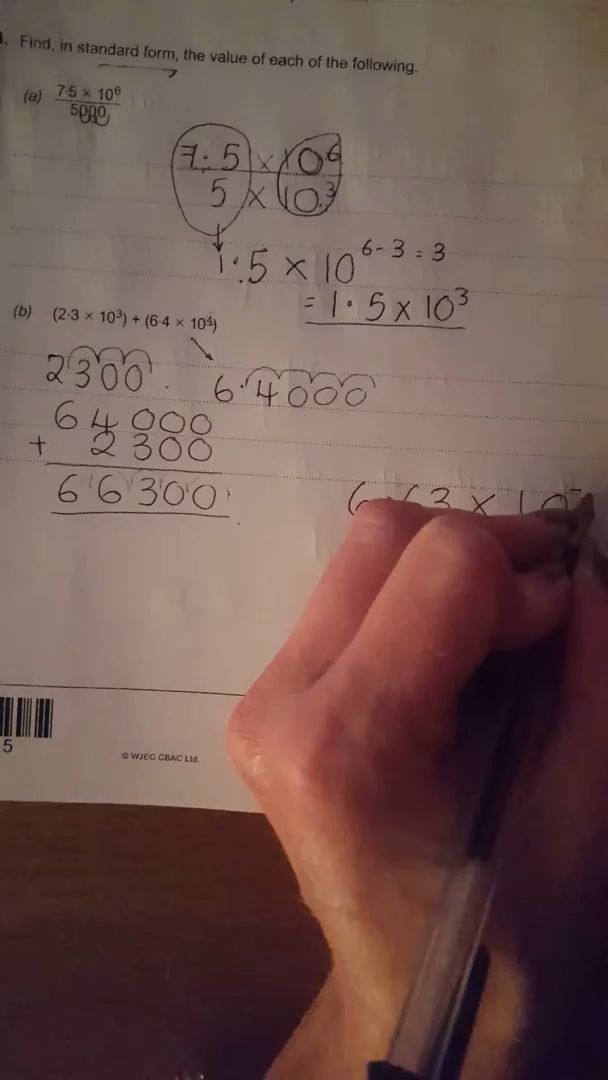 . Find, in standard form, the value of each of the following.
(a) 7·5 × 10⁶
5000
7·5 × 10⁶
5 × 10³
1·5 × 10⁶⁻³⁼³
= 1·5 × 10³
(b) (2·3 × 10³) + (6·4 × 10⁴)
2300.
6·4000
64000
+ 2300
66300
× 10
5
© WJEC CBAC Ltd.